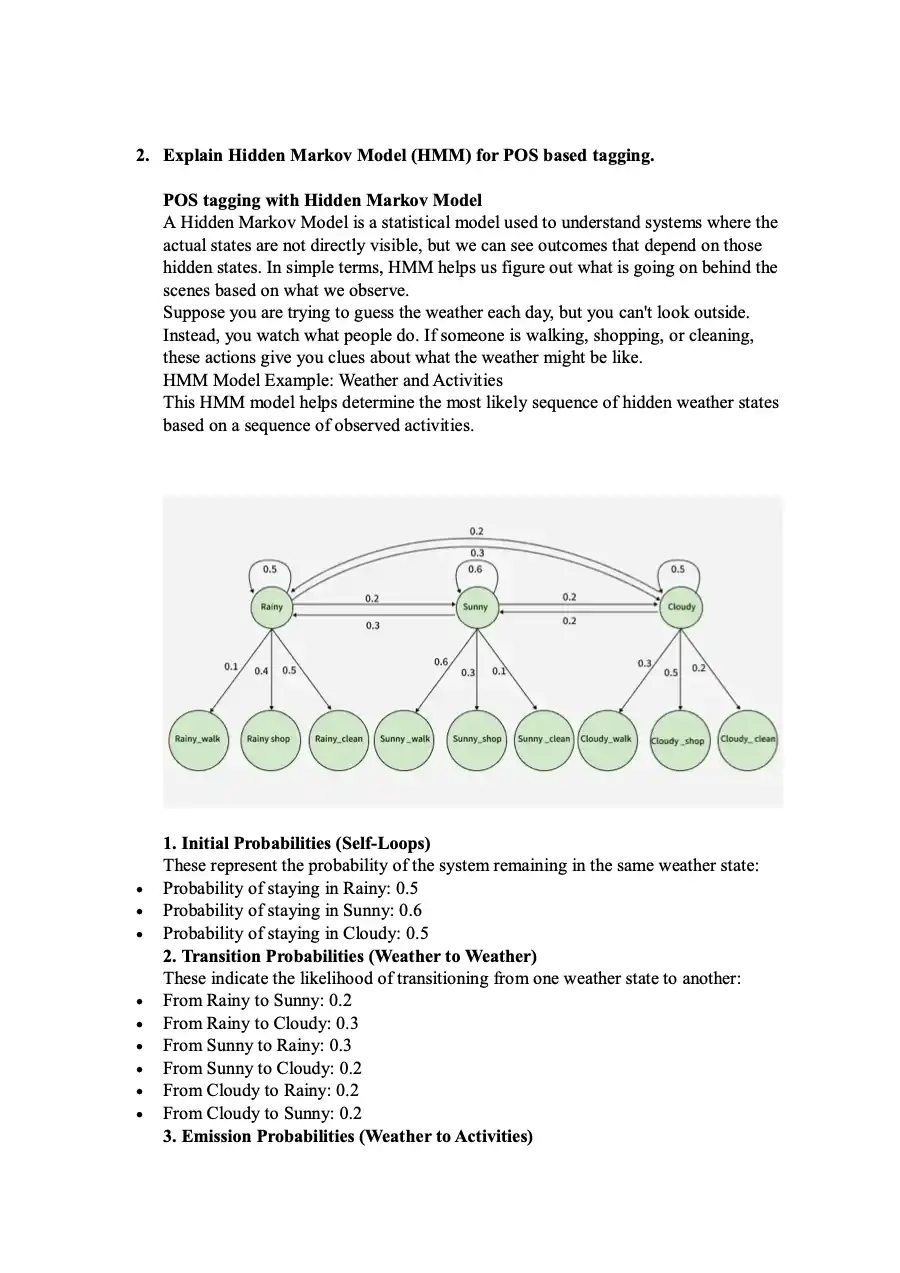 2. Explain Hidden Markov Model (HMM) for POS based tagging.
POS tagging with Hidden Markov Model
A Hidden Markov Model is a statistical model used to understand systems where the
actual states are not directly visible, but we can see outcomes that depend on those
hidden states. In simple terms, HMM helps us figure out what is going on behind the
scenes based on what we observe.
Suppose you are trying to guess the weather each day, but you can't look outside.
Instead, you watch what people do. If someone is walking, shopping, or cleaning,
these actions give you clues about what the weather might be like.
HMM Model Example: Weather and Activities
This HMM model helps determine the most likely sequence of hidden weather states
based on a sequence of observed activities.
0.2
0.3
0.5 0.6 0.5
Rainy 0.2 Sunny 0.2 Cloudy
0.3 0.2
0.1 0.4 0.5 0.6 0.3 0.1 0.3 0.5 0.2
Rainy_walk Rainy shop Rainy_clean Sunny_walk Sunny_shop Sunny_clean Cloudy_walk Cloudy_shop Cloudy_clean
1. Initial Probabilities (Self-Loops)
These represent the probability of the system remaining in the same weather state:
• Probability of staying in Rainy: 0.5
• Probability of staying in Sunny: 0.6
• Probability of staying in Cloudy: 0.5
2. Transition Probabilities (Weather to Weather)
These indicate the likelihood of transitioning from one weather state to another:
• From Rainy to Sunny: 0.2
• From Rainy to Cloudy: 0.3
• From Sunny to Rainy: 0.3
• From Sunny to Cloudy: 0.2
• From Cloudy to Rainy: 0.2
• From Cloudy to Sunny: 0.2
3. Emission Probabilities (Weather to Activities)